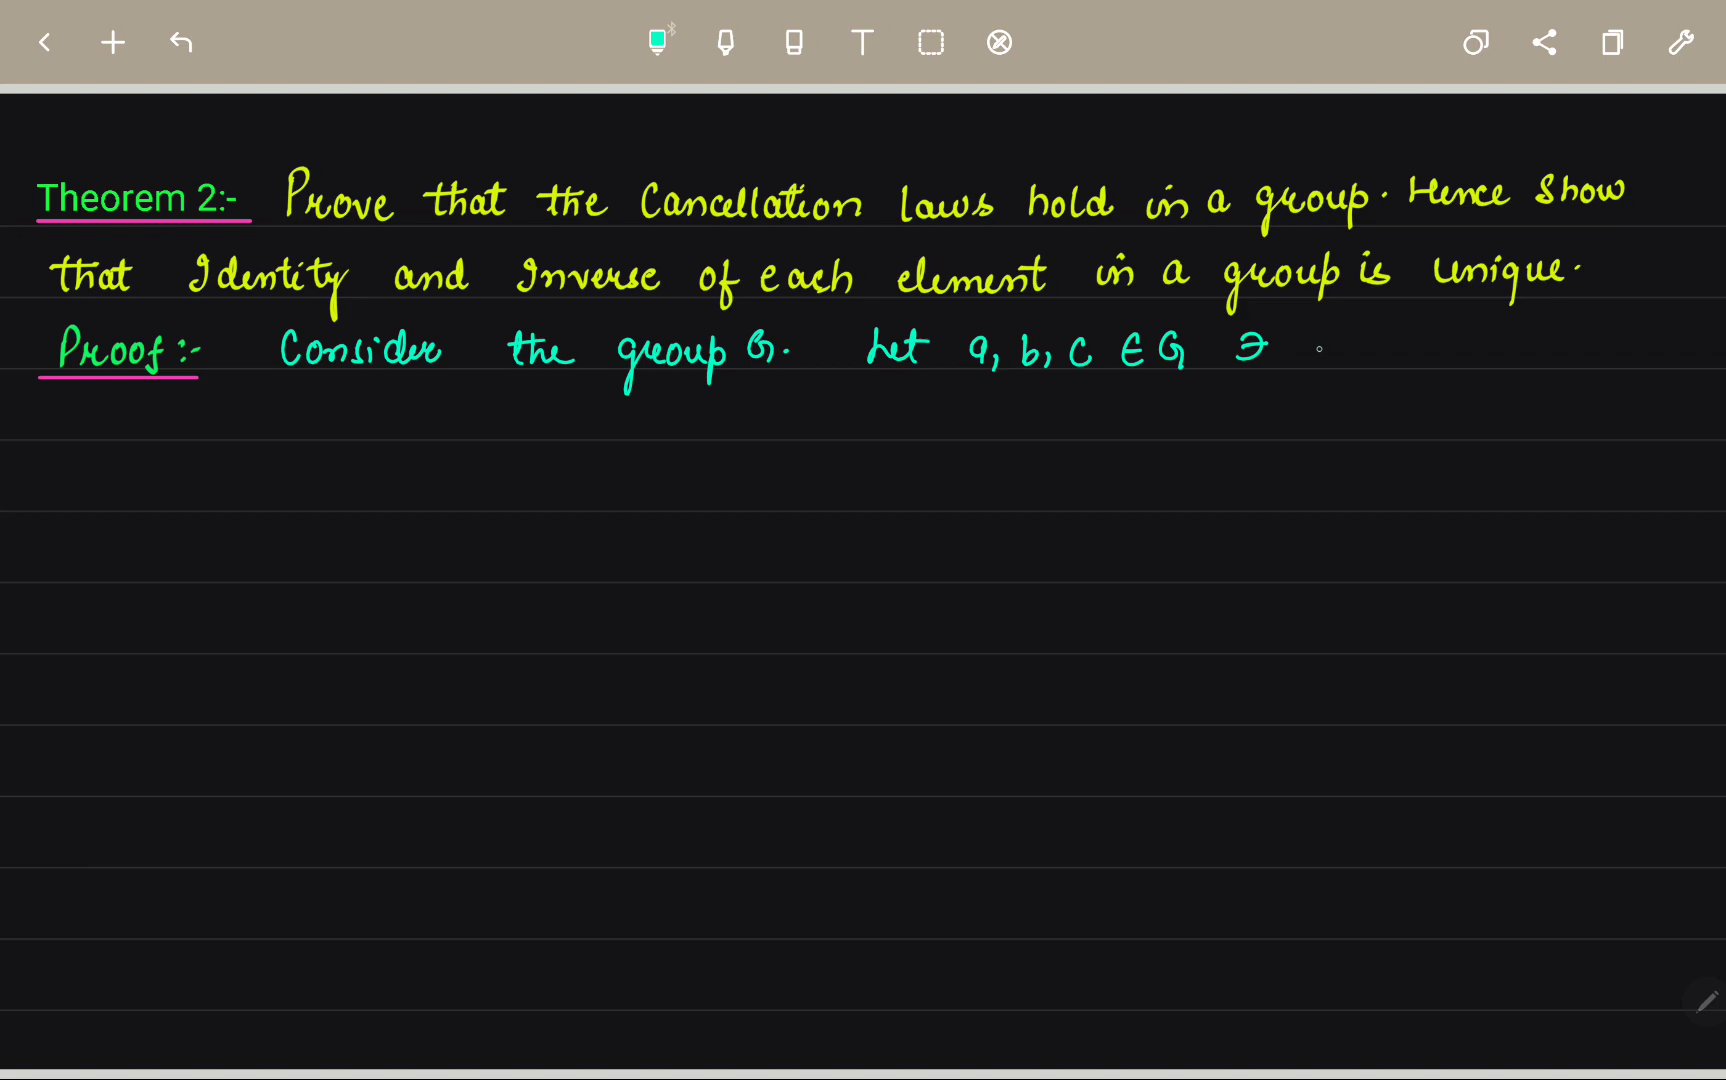 Theorem 2:- Prove that the Cancellation laws hold in a group. Hence Show
that Identity and Inverse of each element in a group is unique.
Proof :- Consider the group G. Let a, b, c ∈ G ∋